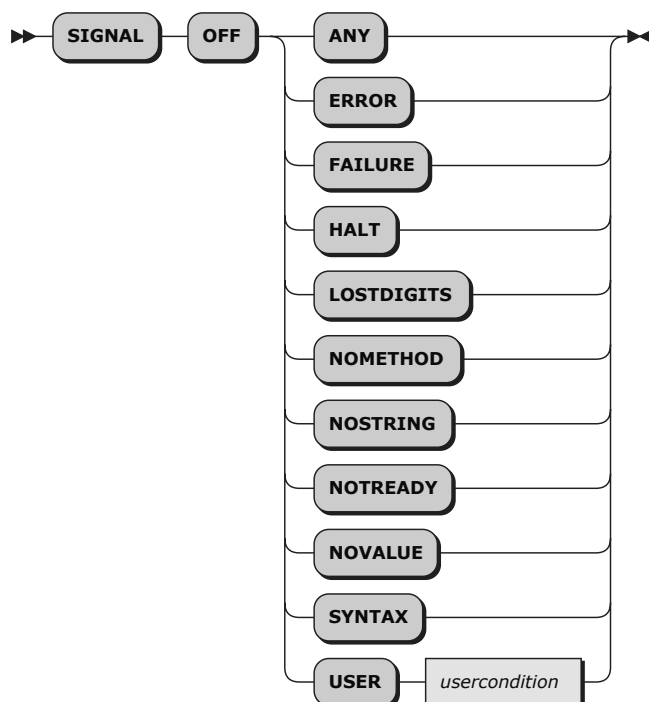 SIGNAL OFF ANY
ERROR
FAILURE
HALT
LOSTDIGITS
NOMETHOD
NOSTRING
NOTREADY
NOVALUE
SYNTAX
USER usercondition